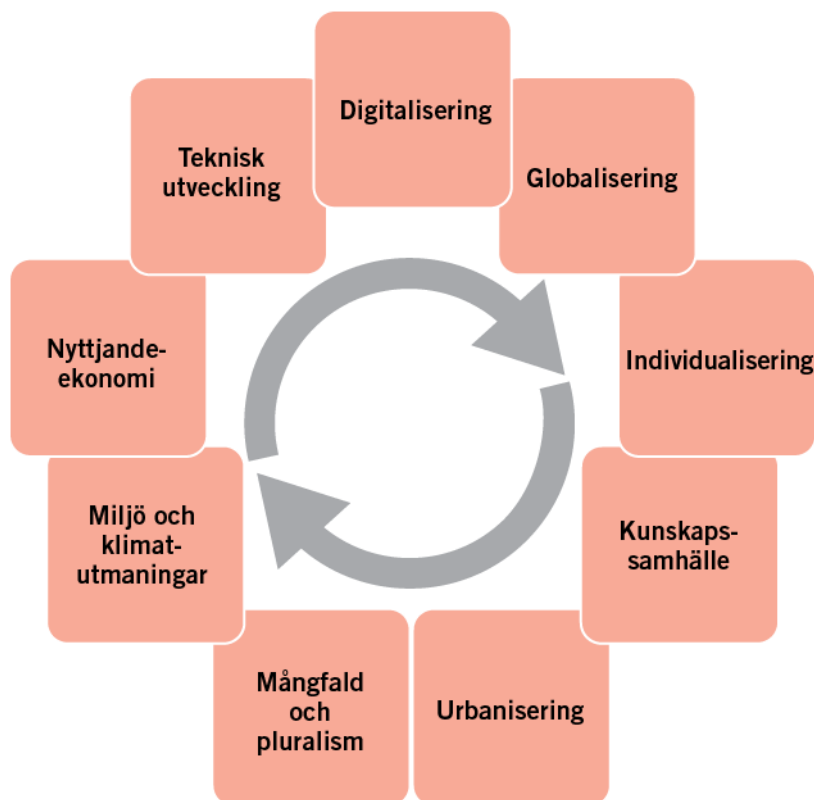 Digitalisering
Globalisering
Individualisering
Kunskaps-
samhälle
Urbanisering
Mångfald
och
pluralism
Miljö och
klimat-
utmaningar
Nyttjande-
ekonomi
Teknisk
utveckling